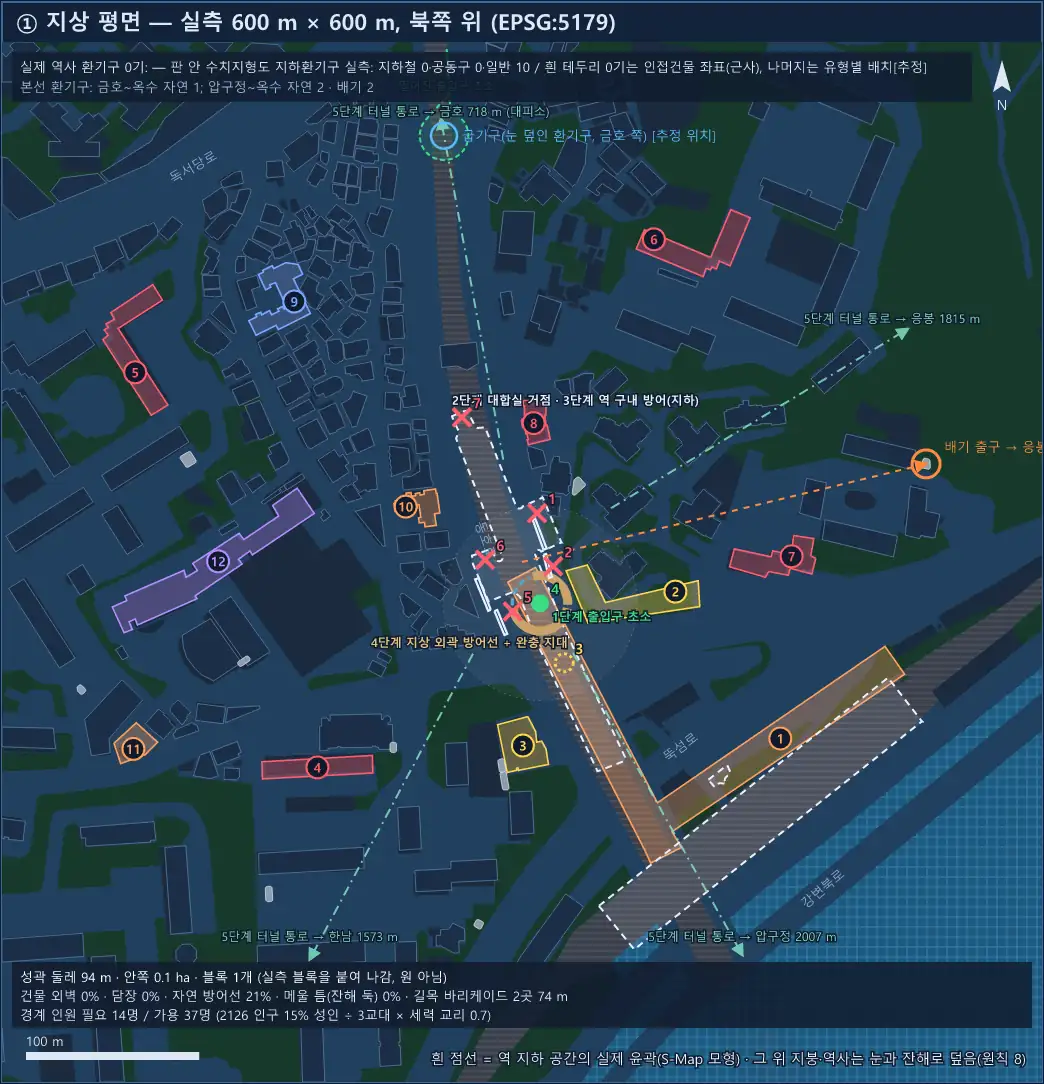 ① 지상 평면 — 실측 600 m × 600 m, 북쪽 위 (EPSG:5179)
실제 역사 환기구 0기: — 판 안 수치지형도 지하환기구 실측: 지하철 0·공동구 0·일반 10 / 흰 테두리 0기는 인접건물 좌표(근사), 나머지는 유형별 배치[추정]
본선 환기구: 금호~옥수 자연 1; 압구정~옥수 자연 2 · 배기 2
N
5단계 터널 통로 → 금호 718 m (대피소)
굼기구(눈 덮인 환기구, 금호 쪽) [추정 위치]
독서당로
6
9
5단계 터널 통로 → 응봉 1815 m
5
2단계 대합실 거점 · 3단계 역 구내 방어(지하)
7
8
배기 출구 → 응봉
1
10
6
2
12
7
4
2
5
1단계 출입구 초소
4단계 지상 외곽 방어선 + 완충 지대
3
뚝섬로
1
11
3
4
강변북로
5단계 터널 통로 → 한남 1573 m
5단계 터널 통로 → 압구정 2007 m
성곽 둘레 94 m · 안쪽 0.1 ha · 블록 1개 (실측 블록을 붙여 나감, 원 아님)
건물 외벽 0% · 담장 0% · 자연 방어선 21% · 메울 틈(잔해 둑) 0% · 길목 바리케이드 2곳 74 m
경계 인원 필요 14명 / 가용 37명 (2126 인구 15% 성인 ÷ 3교대 × 세력 교리 0.7)
100 m
흰 점선 = 역 지하 공간의 실제 윤곽(S-Map 모형) · 그 위 지붕·역사는 눈과 잔해로 덮음(원칙 8)